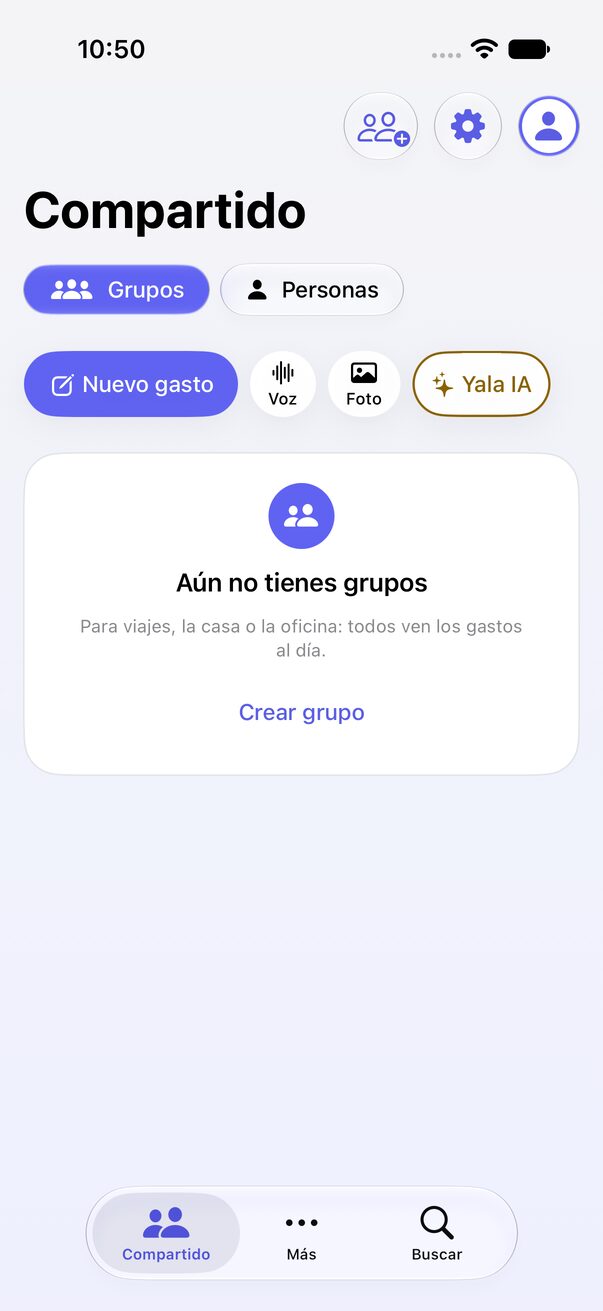 10:50
Compartido
Grupos
Personas
Nuevo gasto
Voz
Foto
Yala IA
Aún no tienes grupos
Para viajes, la casa o la oficina: todos ven los gastos
al día.
Crear grupo
Compartido
Más
Buscar